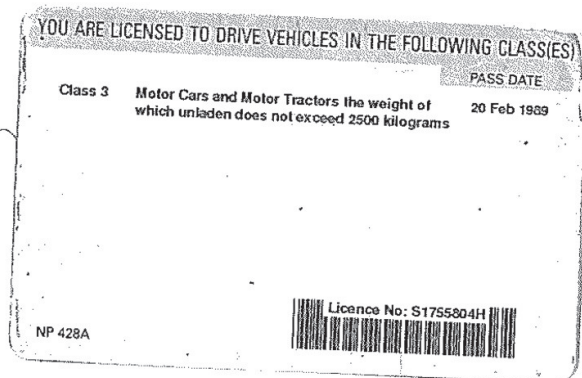 YOU ARE LICENSED TO DRIVE VEHICLES IN THE FOLLOWING CLASS(ES)
PASS DATE
Class 3 Motor Cars and Motor Tractors the weight of 20 Feb 1989
which unladen does not exceed 2500 kilograms
Licence No: S1755804H
NP 428A